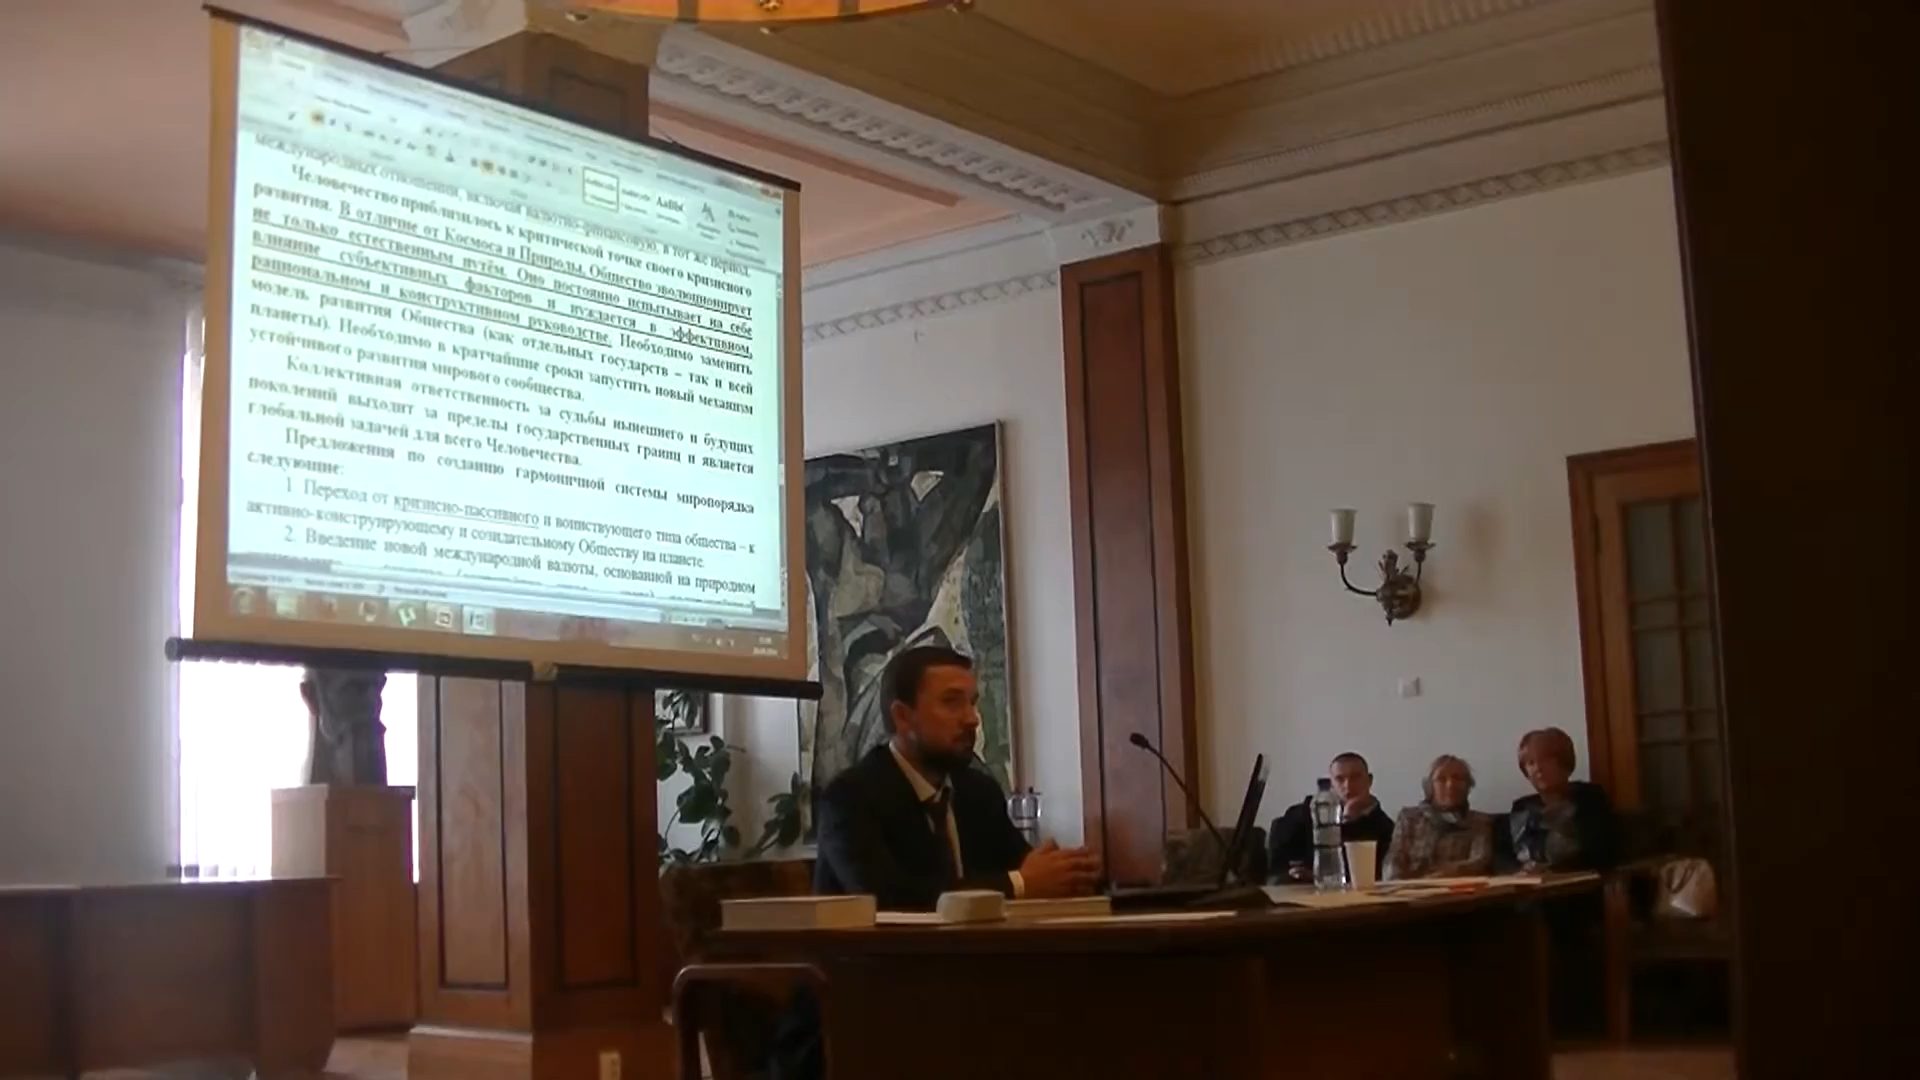 международных отношений, включая валютно-финансовую, в тот же период.
Человечество приблизилось к критической точке своего кризисного
развития. В отличие от Космоса и Природы, Общество эволюционирует
не только естественным путём. Оно постоянно испытывает на себе
влияние субъективных факторов и нуждается в эффективном,
рациональном и конструктивном руководстве. Необходимо заменить
модель развития Общества (как отдельных государств – так и всей
планеты). Необходимо в кратчайшие сроки запустить новый механизм
устойчивого развития мирового сообщества.
Коллективная ответственность за судьбы нынешнего и будущих
поколений выходит за пределы государственных границ и является
глобальной задачей для всего Человечества.
Предложения по созданию гармоничной системы миропорядка
следующие:
1 Переход от кризисно-пассивного и воинствующего типа общества – к
активно-конструирующему и созидательному Обществу на планете.
2. Введение новой международной валюты, основанной на природном